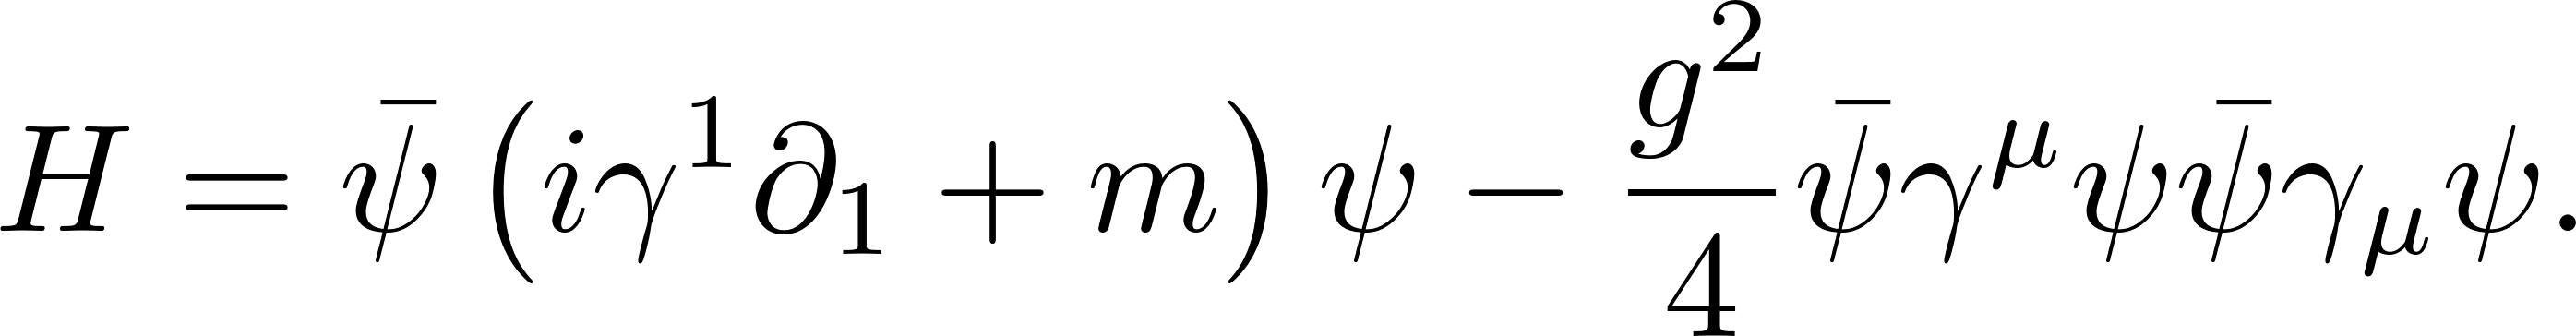 H = \bar{\psi} \left( i\gamma^1 \partial_1 + m \right) \psi - \frac{g^2}{4} \bar{\psi} \gamma^\mu \psi \bar{\psi} \gamma_\mu \psi.